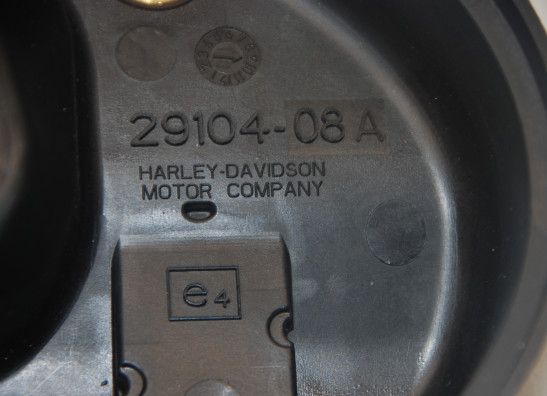 29104-08 A
HARLEY-DAVIDSON
MOTOR COMPANY
e4